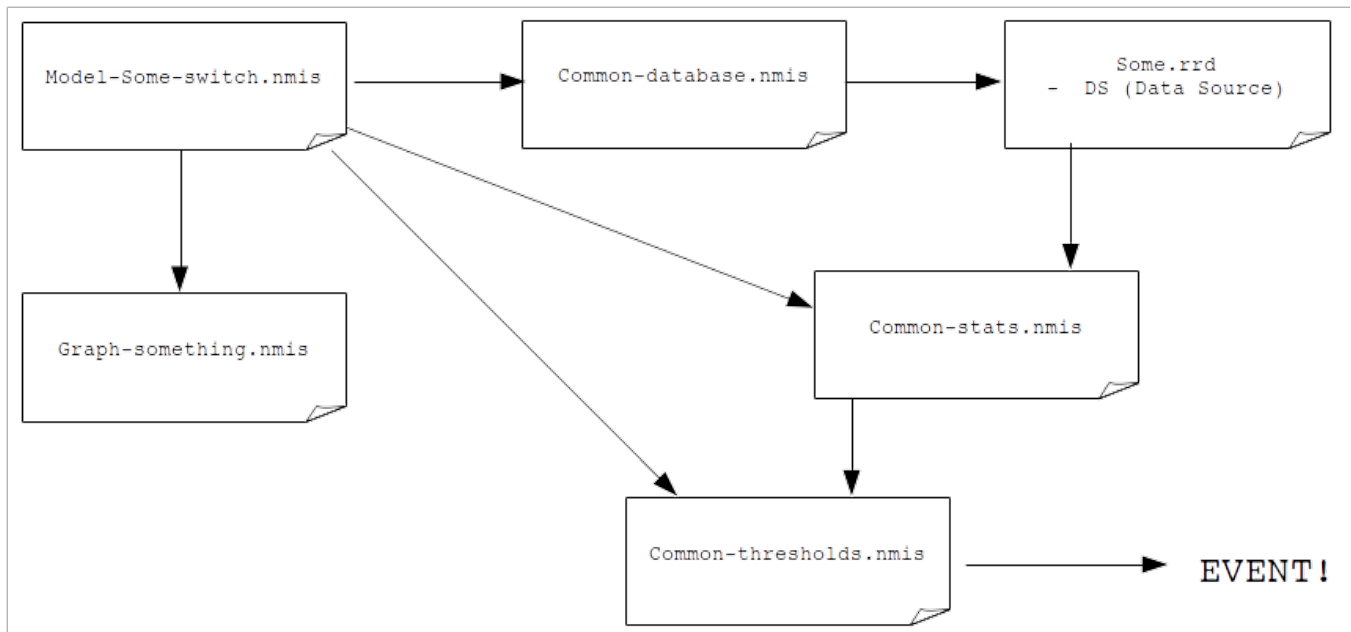 Model-Some-switch.nmis
Common-database.nmis
Some.rrd
- DS (Data Source)
Graph-something.nmis
Common-stats.nmis
Common-thresholds.nmis
EVENT!